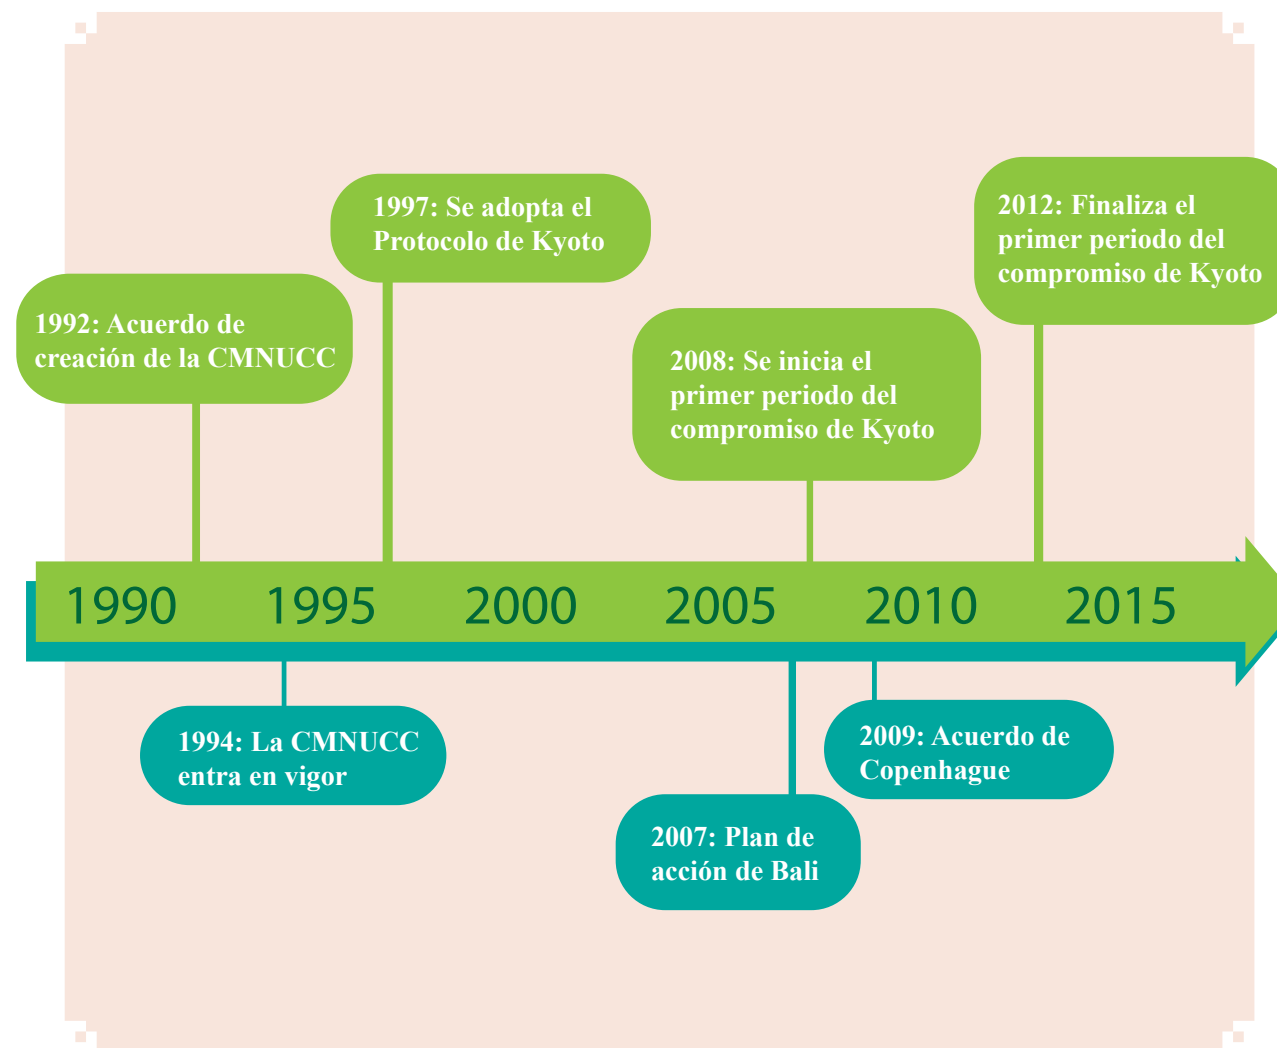 1997: Se adopta el
Protocolo de Kyoto
2012: Finaliza el
primer periodo del
compromiso de Kyoto
1992: Acuerdo de
creación de la CMNUCC
2008: Se inicia el
primer periodo del
compromiso de Kyoto
1990 1995 2000 2005 2010 2015
1994: La CMNUCC
entra en vigor
2009: Acuerdo de
Copenhague
2007: Plan de
acción de Bali